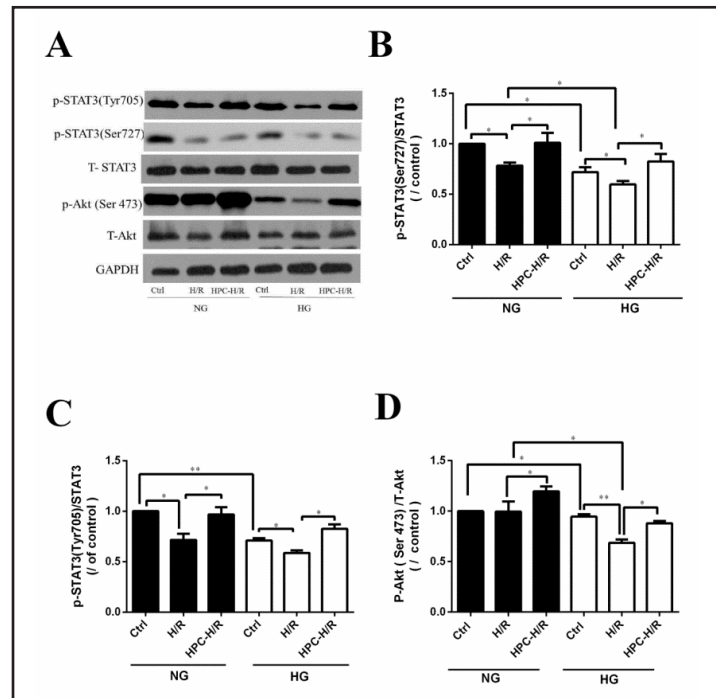 A
p-STAT3(Tyr705)
p-STAT3(Ser727)
T- STAT3
p-Akt (Ser 473)
T-Akt
GAPDH
Ctrl H/R HPC-H/R Ctrl H/R HPC-H/R
NG HG
B
p-STAT3(Ser727)/STAT3
( / control )
1.5
1.0
0.5
0.0
* * * * * *
Ctrl H/R HPC-H/R Ctrl H/R HPC-H/R
NG HG
C
p-STAT3(Tyr705)/STAT3
(/ of control )
1.5
1.0
0.5
0.0
** * * * *
Ctrl H/R HPC-H/R Ctrl H/R HPC-H/R
NG HG
D
P-Akt ( Ser 473) /T-Akt
( / control )
1.5
1.0
0.5
0.0
* * * ** *
Ctrl H/R HPC-H/R Ctrl H/R HPC-H/R
NG HG